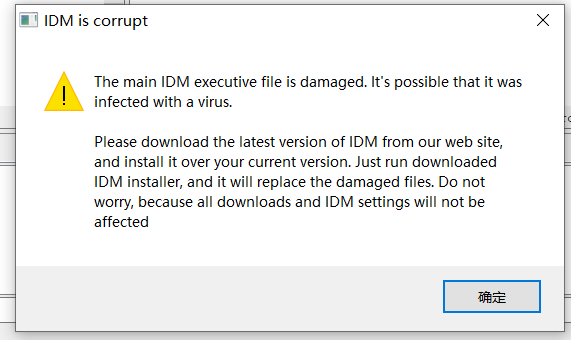 IDM is corrupt
The main IDM executive file is damaged. It's possible that it was
infected with a virus.
Please download the latest version of IDM from our web site,
and install it over your current version. Just run downloaded
IDM installer, and it will replace the damaged files. Do not
worry, because all downloads and IDM settings will not be
affected
确定